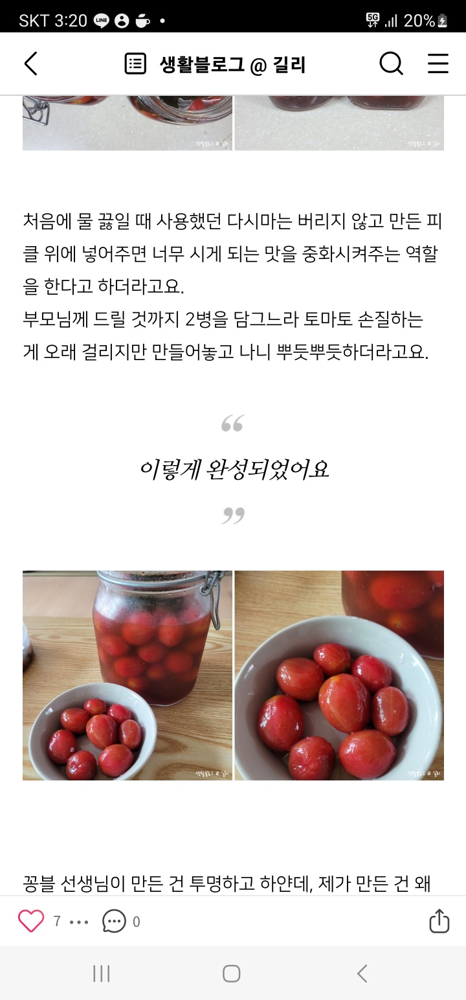 SKT 3:20 LINE 5G 20%
생활블로그 @ 길리
생활블로그 @ 길리 생활블로그 @ 길리
처음에 물 끓일 때 사용했던 다시마는 버리지 않고 만든 피
클 위에 넣어주면 너무 시게 되는 맛을 중화시켜주는 역할
을 한다고 하더라고요.
부모님께 드릴 것까지 2병을 담그느라 토마토 손질하는
게 오래 걸리지만 만들어놓고 나니 뿌듯뿌듯하더라고요.
“
이렇게 완성되었어요
”
생활블로그 @ 길리 생활블로그 @ 길리
꽁블 선생님이 만든 건 투명하고 하얀데, 제가 만든 건 왜
7 0